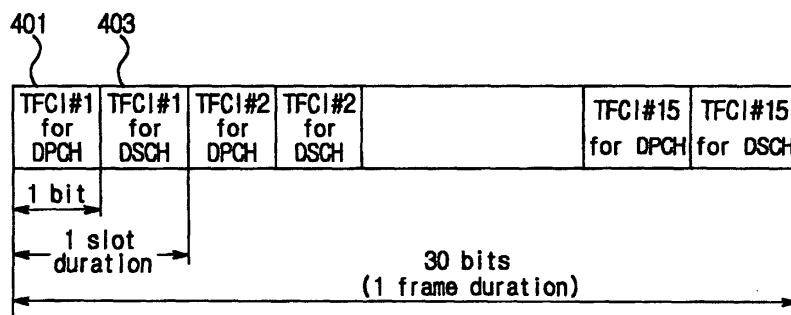 401
403
TFCI#1
for
DPCH
TFCI#1
for
DSCH
TFCI#2
for
DPCH
TFCI#2
for
DSCH
TFCI#15
for DPCH
TFCI#15
for DSCH
1 bit
1 slot
duration
30 bits
(1 frame duration)